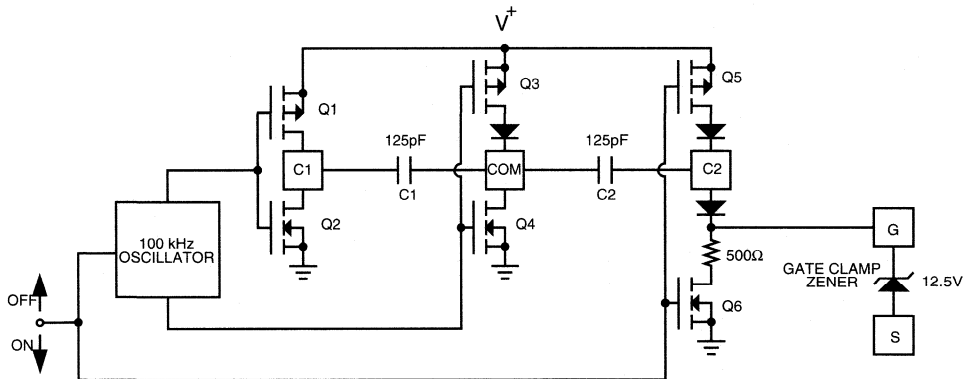 V+
Q1
Q3
Q5
125pF
125pF
C1
COM
C2
C1
C2
Q2
Q4
100 kHz
OSCILLATOR
500Ω
G
GATE CLAMP
ZENER
12.5V
OFF
ON
Q6
S